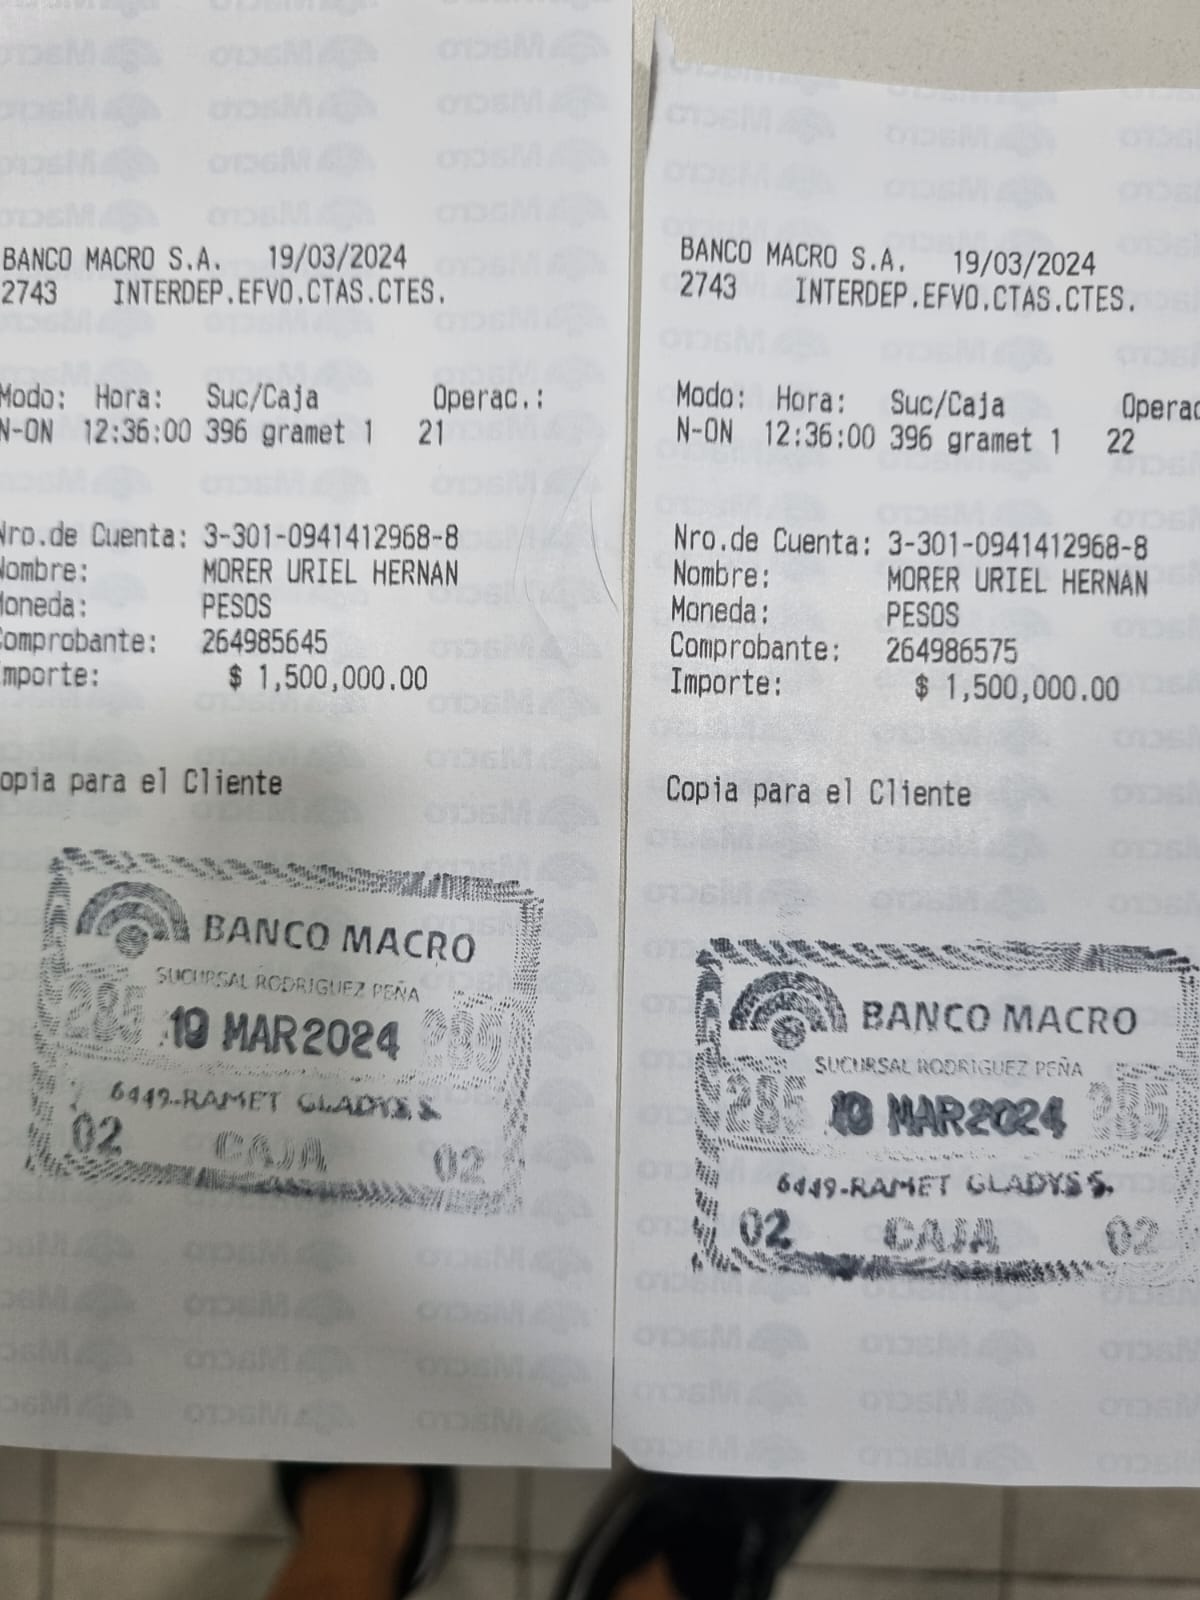 BANCO MACRO S.A. 19/03/2024
2743 INTERDEP.EFVO.CTAS.CTES.
Modo: Hora: Suc/Caja Operac.:
N-ON 12:36:00 396 gramet 1 21
Nro.de Cuenta: 3-301-0941412968-8
Nombre: MORER URIEL HERNAN
Moneda: PESOS
Comprobante: 264985645
Importe: $ 1,500,000.00
opia para el Cliente
BANCO MACRO
SUCURSAL RODRIGUEZ PEÑA
285 19 MAR 2024 285
6449-RAMET GLADYS S.
02 CAJA 02
BANCO MACRO S.A. 19/03/2024
2743 INTERDEP.EFVO.CTAS.CTES.
Modo: Hora: Suc/Caja Operac
N-ON 12:36:00 396 gramet 1 22
Nro.de Cuenta: 3-301-0941412968-8
Nombre: MORER URIEL HERNAN
Moneda: PESOS
Comprobante: 264986575
Importe: $ 1,500,000.00
Copia para el Cliente
BANCO MACRO
SUCURSAL RODRIGUEZ PEÑA
285 19 MAR 2024 285
6449-RAMET GLADYS S.
02 CAJA 02